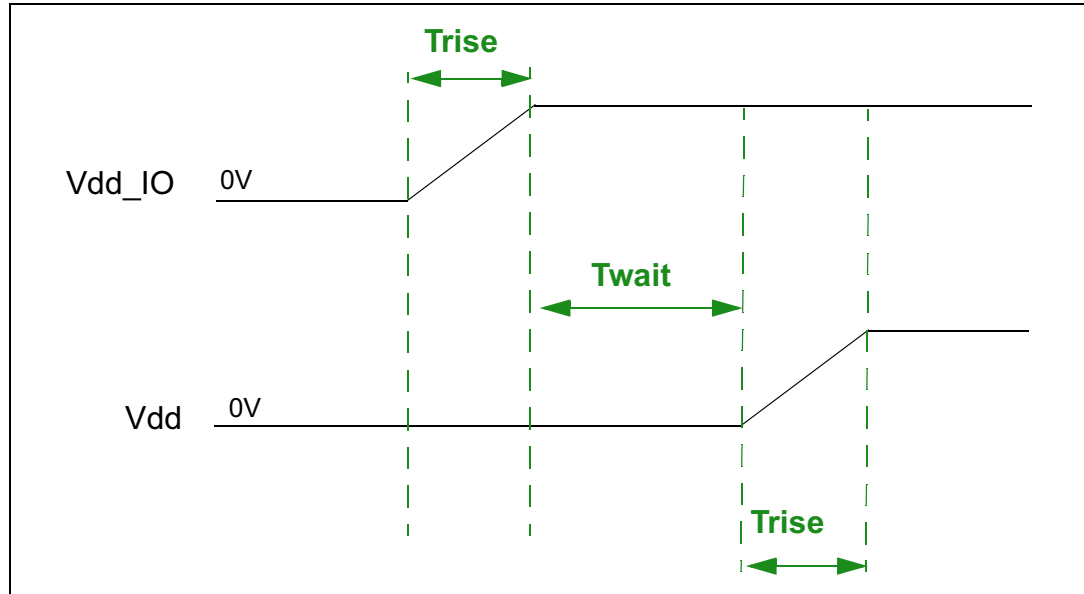 Trise
Vdd_IO
0V
Twait
Vdd
0V
Trise